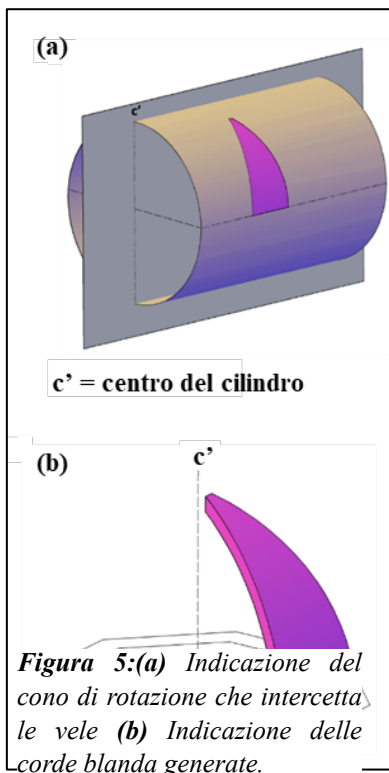 (a)
c'
c' = centro del cilindro
(b)
c'
Figura 5:(a) Indicazione del
cono di rotazione che intercetta
le vele (b) Indicazione delle
corde blanda generate.